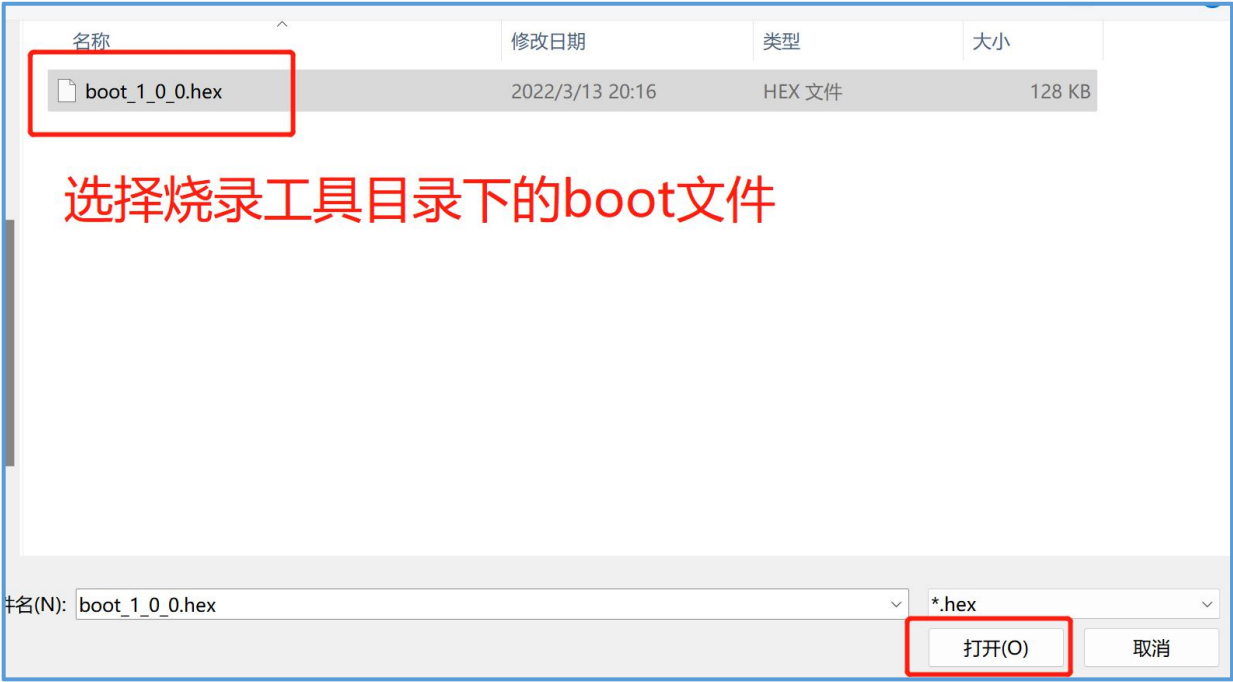 名称 修改日期 类型 大小
boot_1_0_0.hex 2022/3/13 20:16 HEX 文件 128 KB
选择烧录工具目录下的boot文件
件名(N): boot_1_0_0.hex *.hex
打开(O) 取消